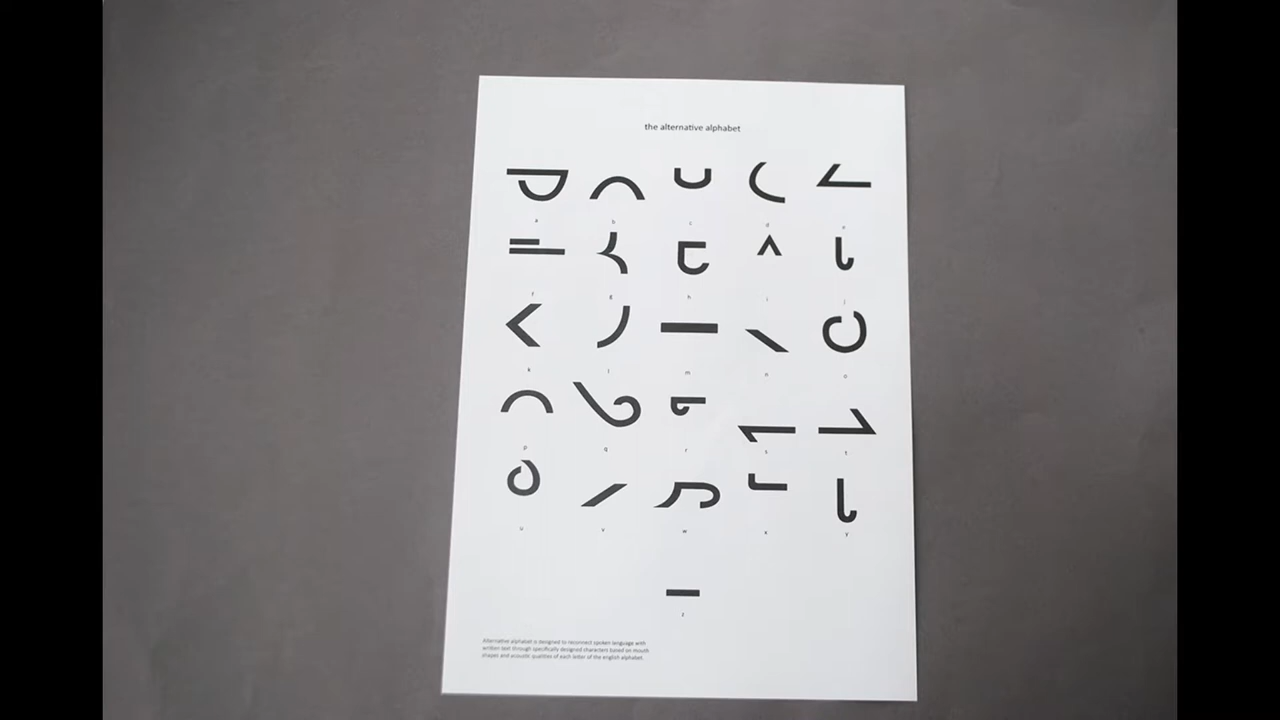 the alternative alphabet
a b c d e
f g h i j
k l m n o
p q r s t
u v w x y
z
Alternative alphabet is designed to reconnect spoken language with
written text through specifically designed characters based on mouth
shapes and acoustic qualities of each letter of the english alphabet.